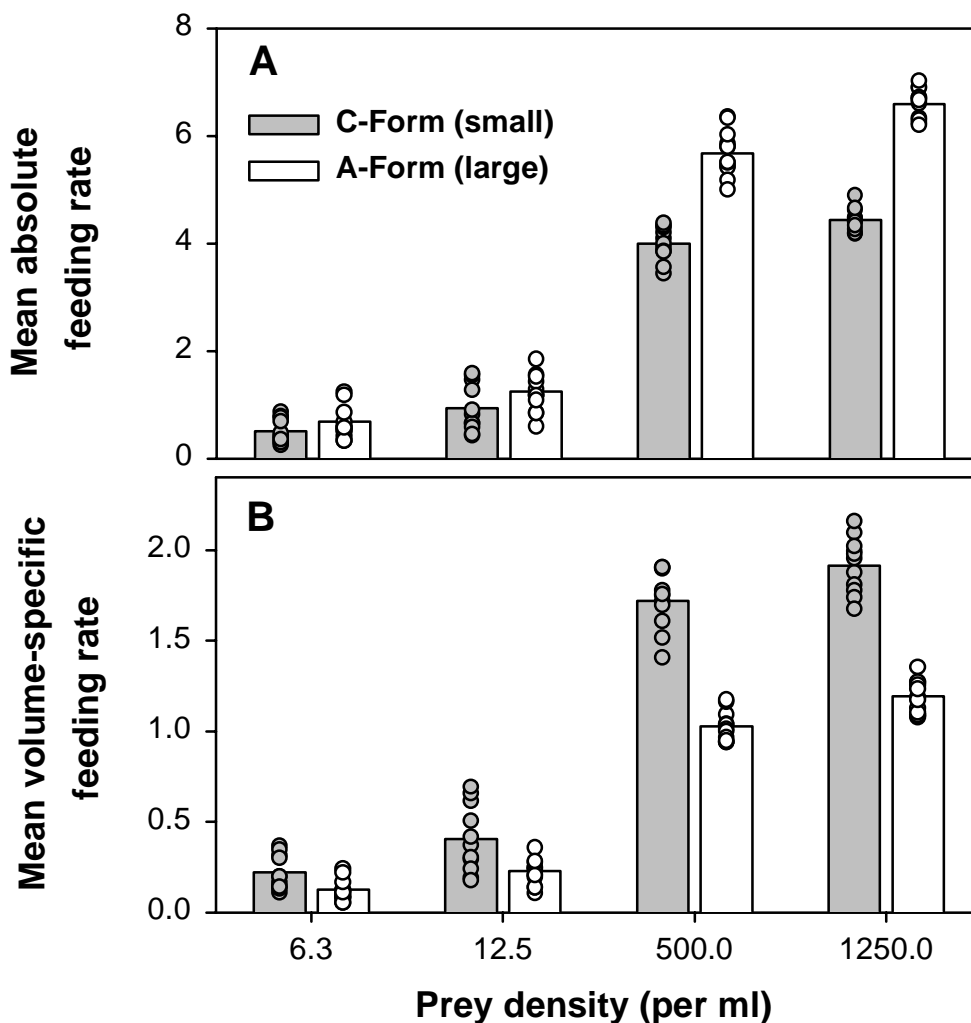 Mean absolute
feeding rate
8
6
4
2
0
A
C-Form (small)
A-Form (large)
Mean volume-specific
feeding rate
2.0
1.5
1.0
0.5
0.0
B
6.3 12.5 500.0 1250.0
Prey density (per ml)